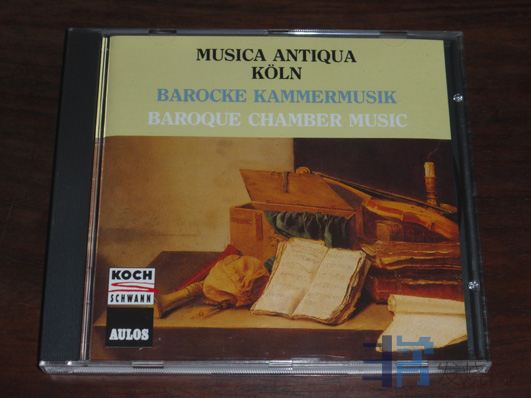 MUSICA ANTIQUA
KÖLN
BAROCKE KAMMERMUSIK
BAROQUE CHAMBER MUSIC
KOCH
SCHWANN
AULOS